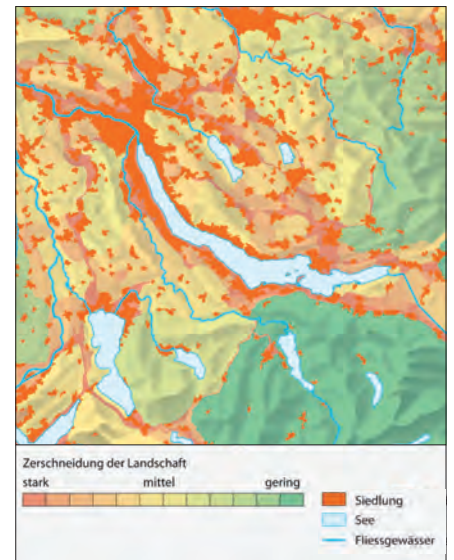 Zerschneidung der Landschaft
stark mittel gering
Siedlung
See
Fliessgewässer